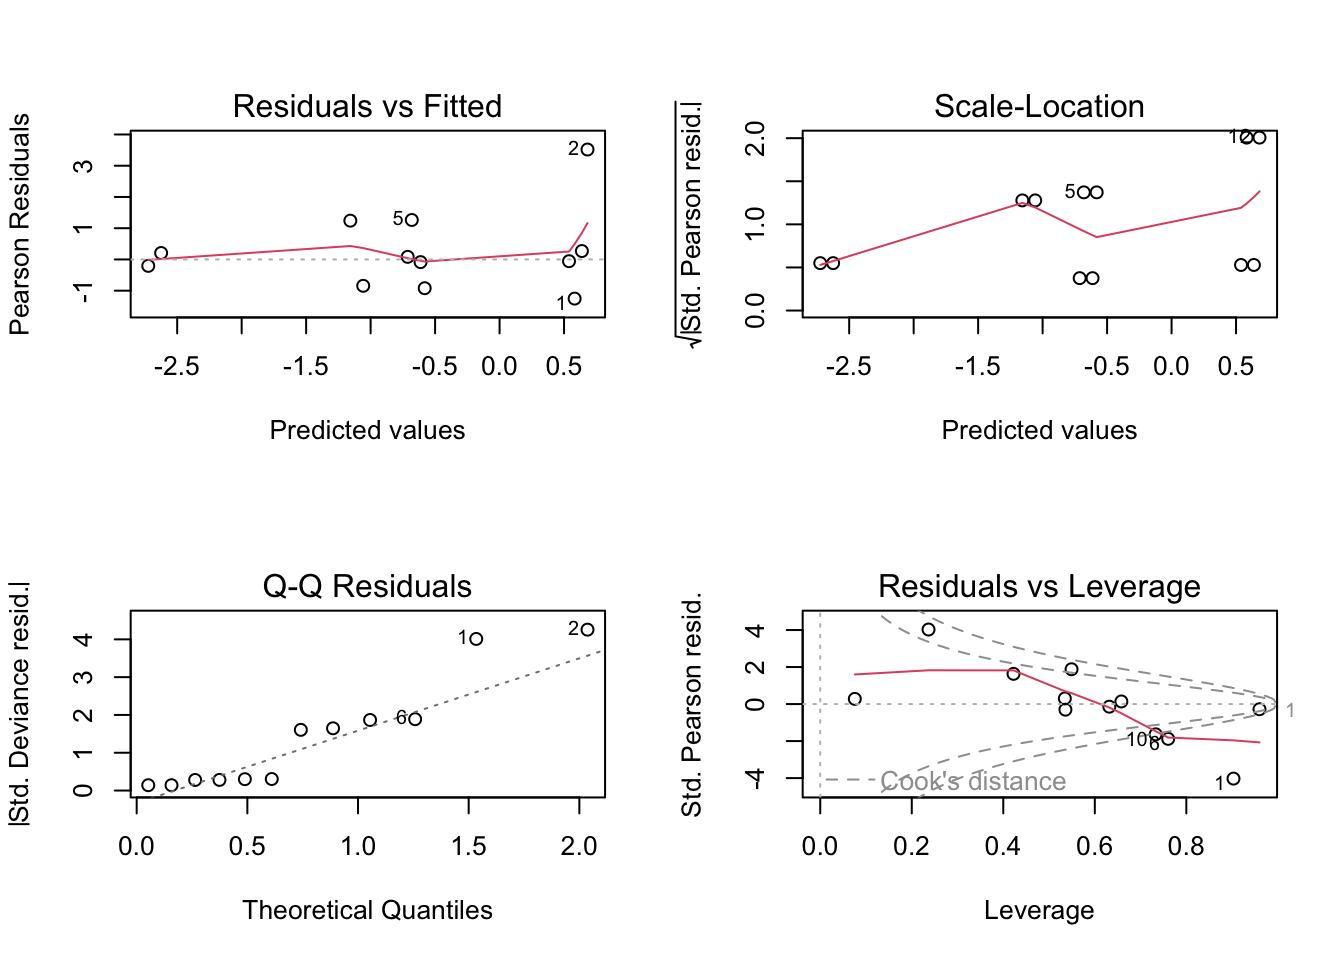 Residuals vs Fitted
Pearson Residuals
3
1
-1
2
5
1
-2.5 -1.5 -0.5 0.0 0.5
Predicted values
Scale-Location
√|Std. Pearson resid.|
2.0
1.0
0.0
12
5
-2.5 -1.5 -0.5 0.0 0.5
Predicted values
Q-Q Residuals
|Std. Deviance resid.|
4
3
2
1
0
1
2
6
0.0 0.5 1.0 1.5 2.0
Theoretical Quantiles
Residuals vs Leverage
Std. Pearson resid.
4
2
0
-4
1
10
6
1
Cook's distance
0.0 0.2 0.4 0.6 0.8
Leverage